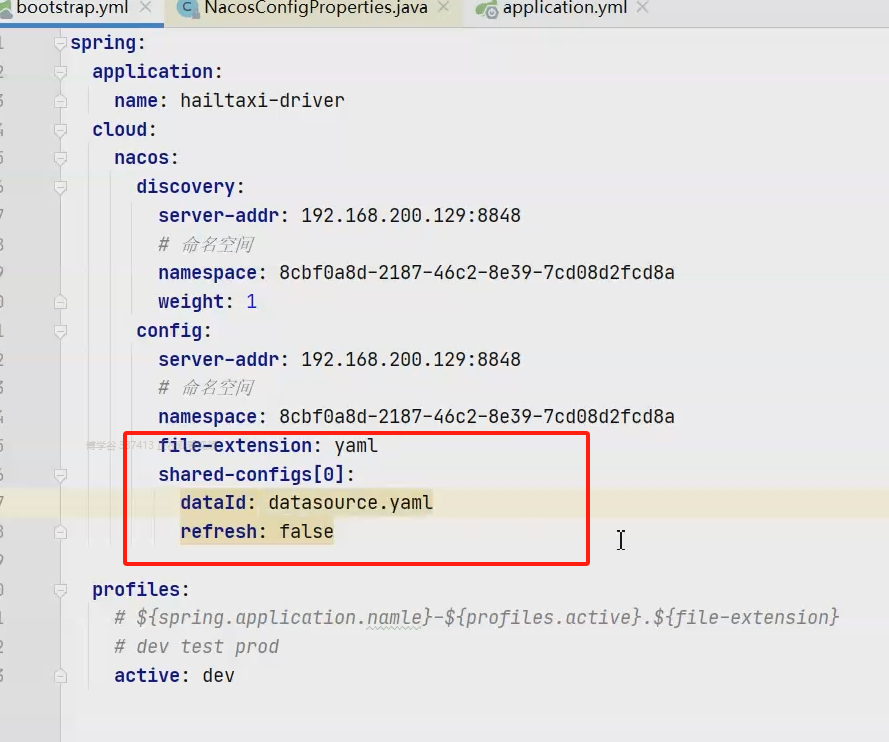 bootstrap.yml NacosConfigProperties.java application.yml
spring:
application:
name: hailtaxi-driver
cloud:
nacos:
discovery:
server-addr: 192.168.200.129:8848
# 命名空间
namespace: 8cbf0a8d-2187-46c2-8e39-7cd08d2fcd8a
weight: 1
config:
server-addr: 192.168.200.129:8848
# 命名空间
namespace: 8cbf0a8d-2187-46c2-8e39-7cd08d2fcd8a
file-extension: yaml
shared-configs[0]:
dataId: datasource.yaml
refresh: false
profiles:
# ${spring.application.namle}-${profiles.active}.${file-extension}
# dev test prod
active: dev